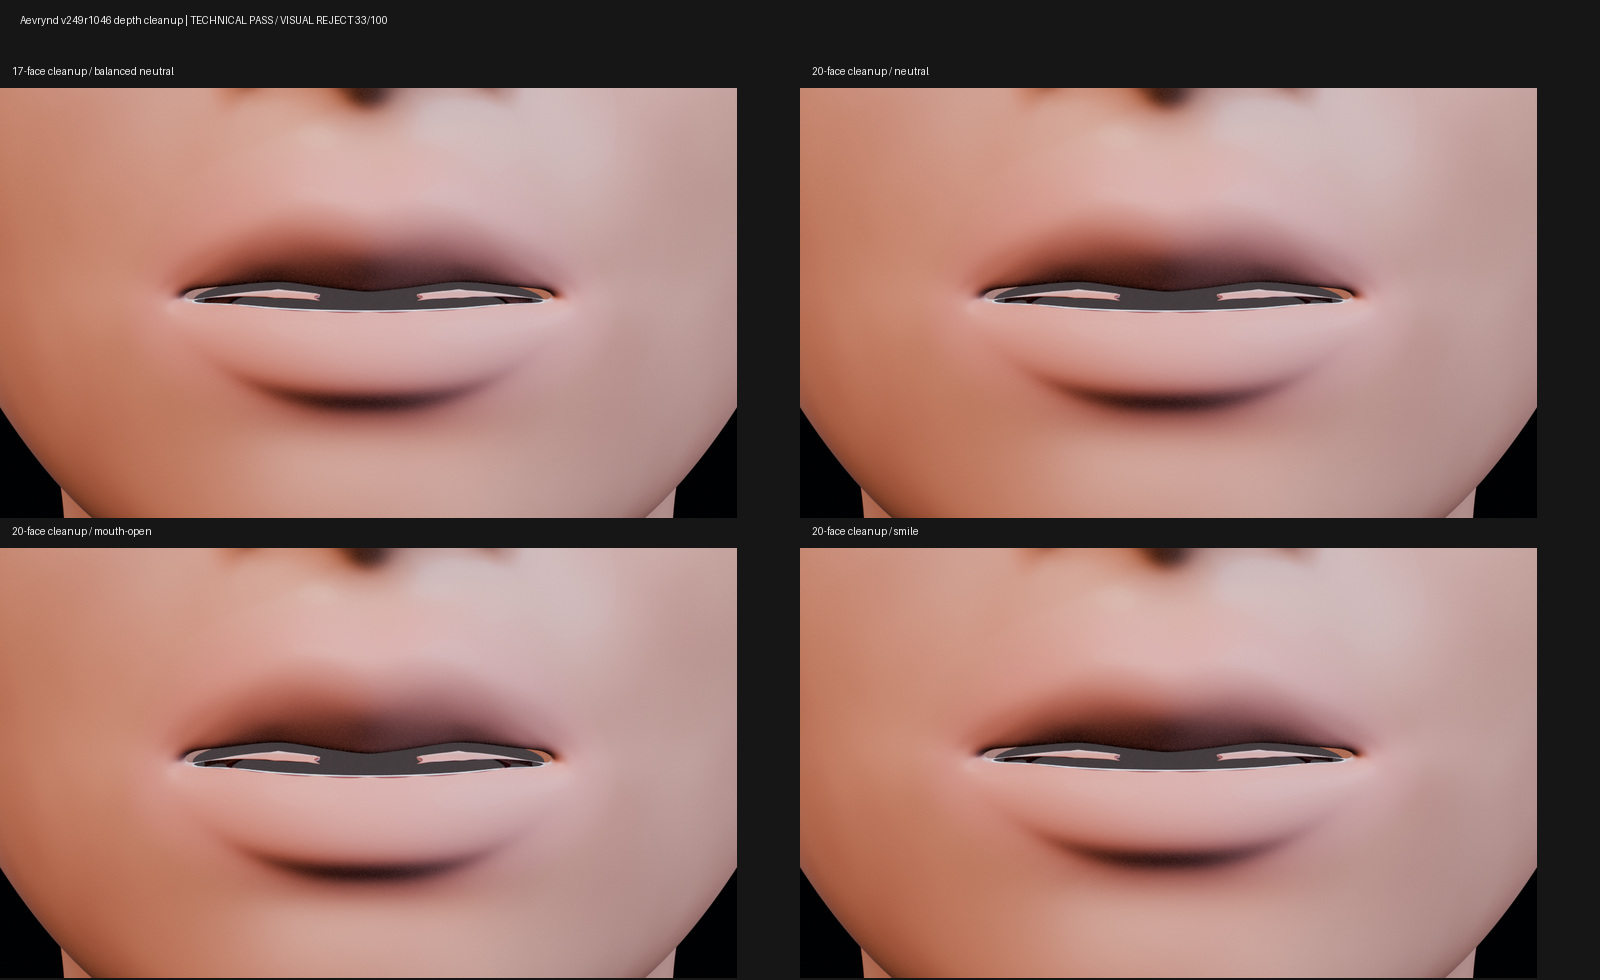 Aevrynd v249r1046 depth cleanup | TECHNICAL PASS / VISUAL REJECT 33/100
17-face cleanup / balanced neutral
20-face cleanup / neutral
20-face cleanup / mouth-open
20-face cleanup / smile